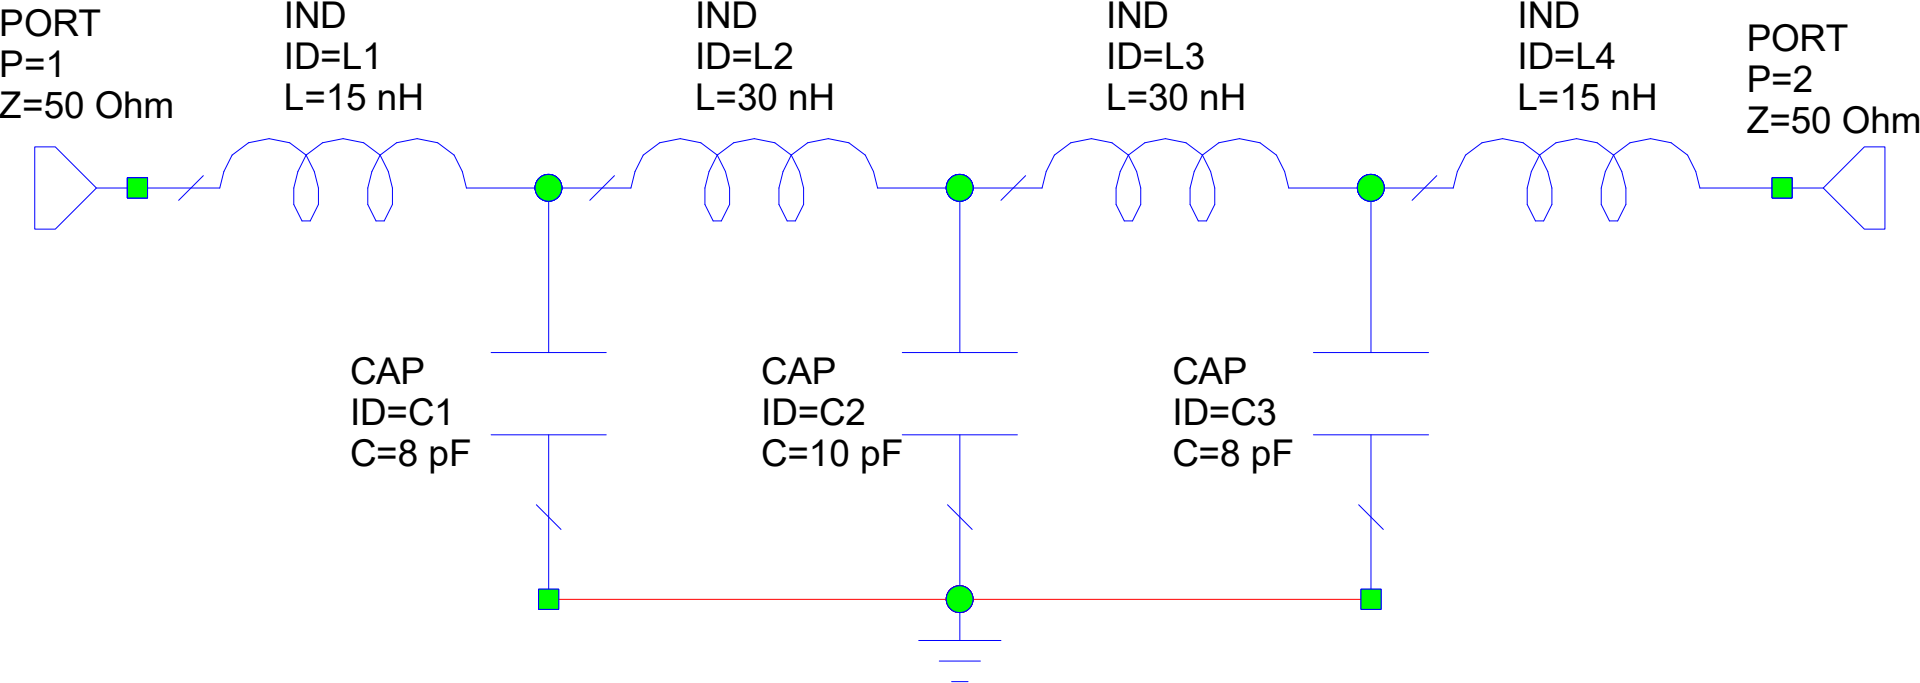 PORT
P=1
Z=50 Ohm
IND
ID=L1
L=15 nH
IND
ID=L2
L=30 nH
IND
ID=L3
L=30 nH
IND
ID=L4
L=15 nH
PORT
P=2
Z=50 Ohm
CAP
ID=C1
C=8 pF
CAP
ID=C2
C=10 pF
CAP
ID=C3
C=8 pF